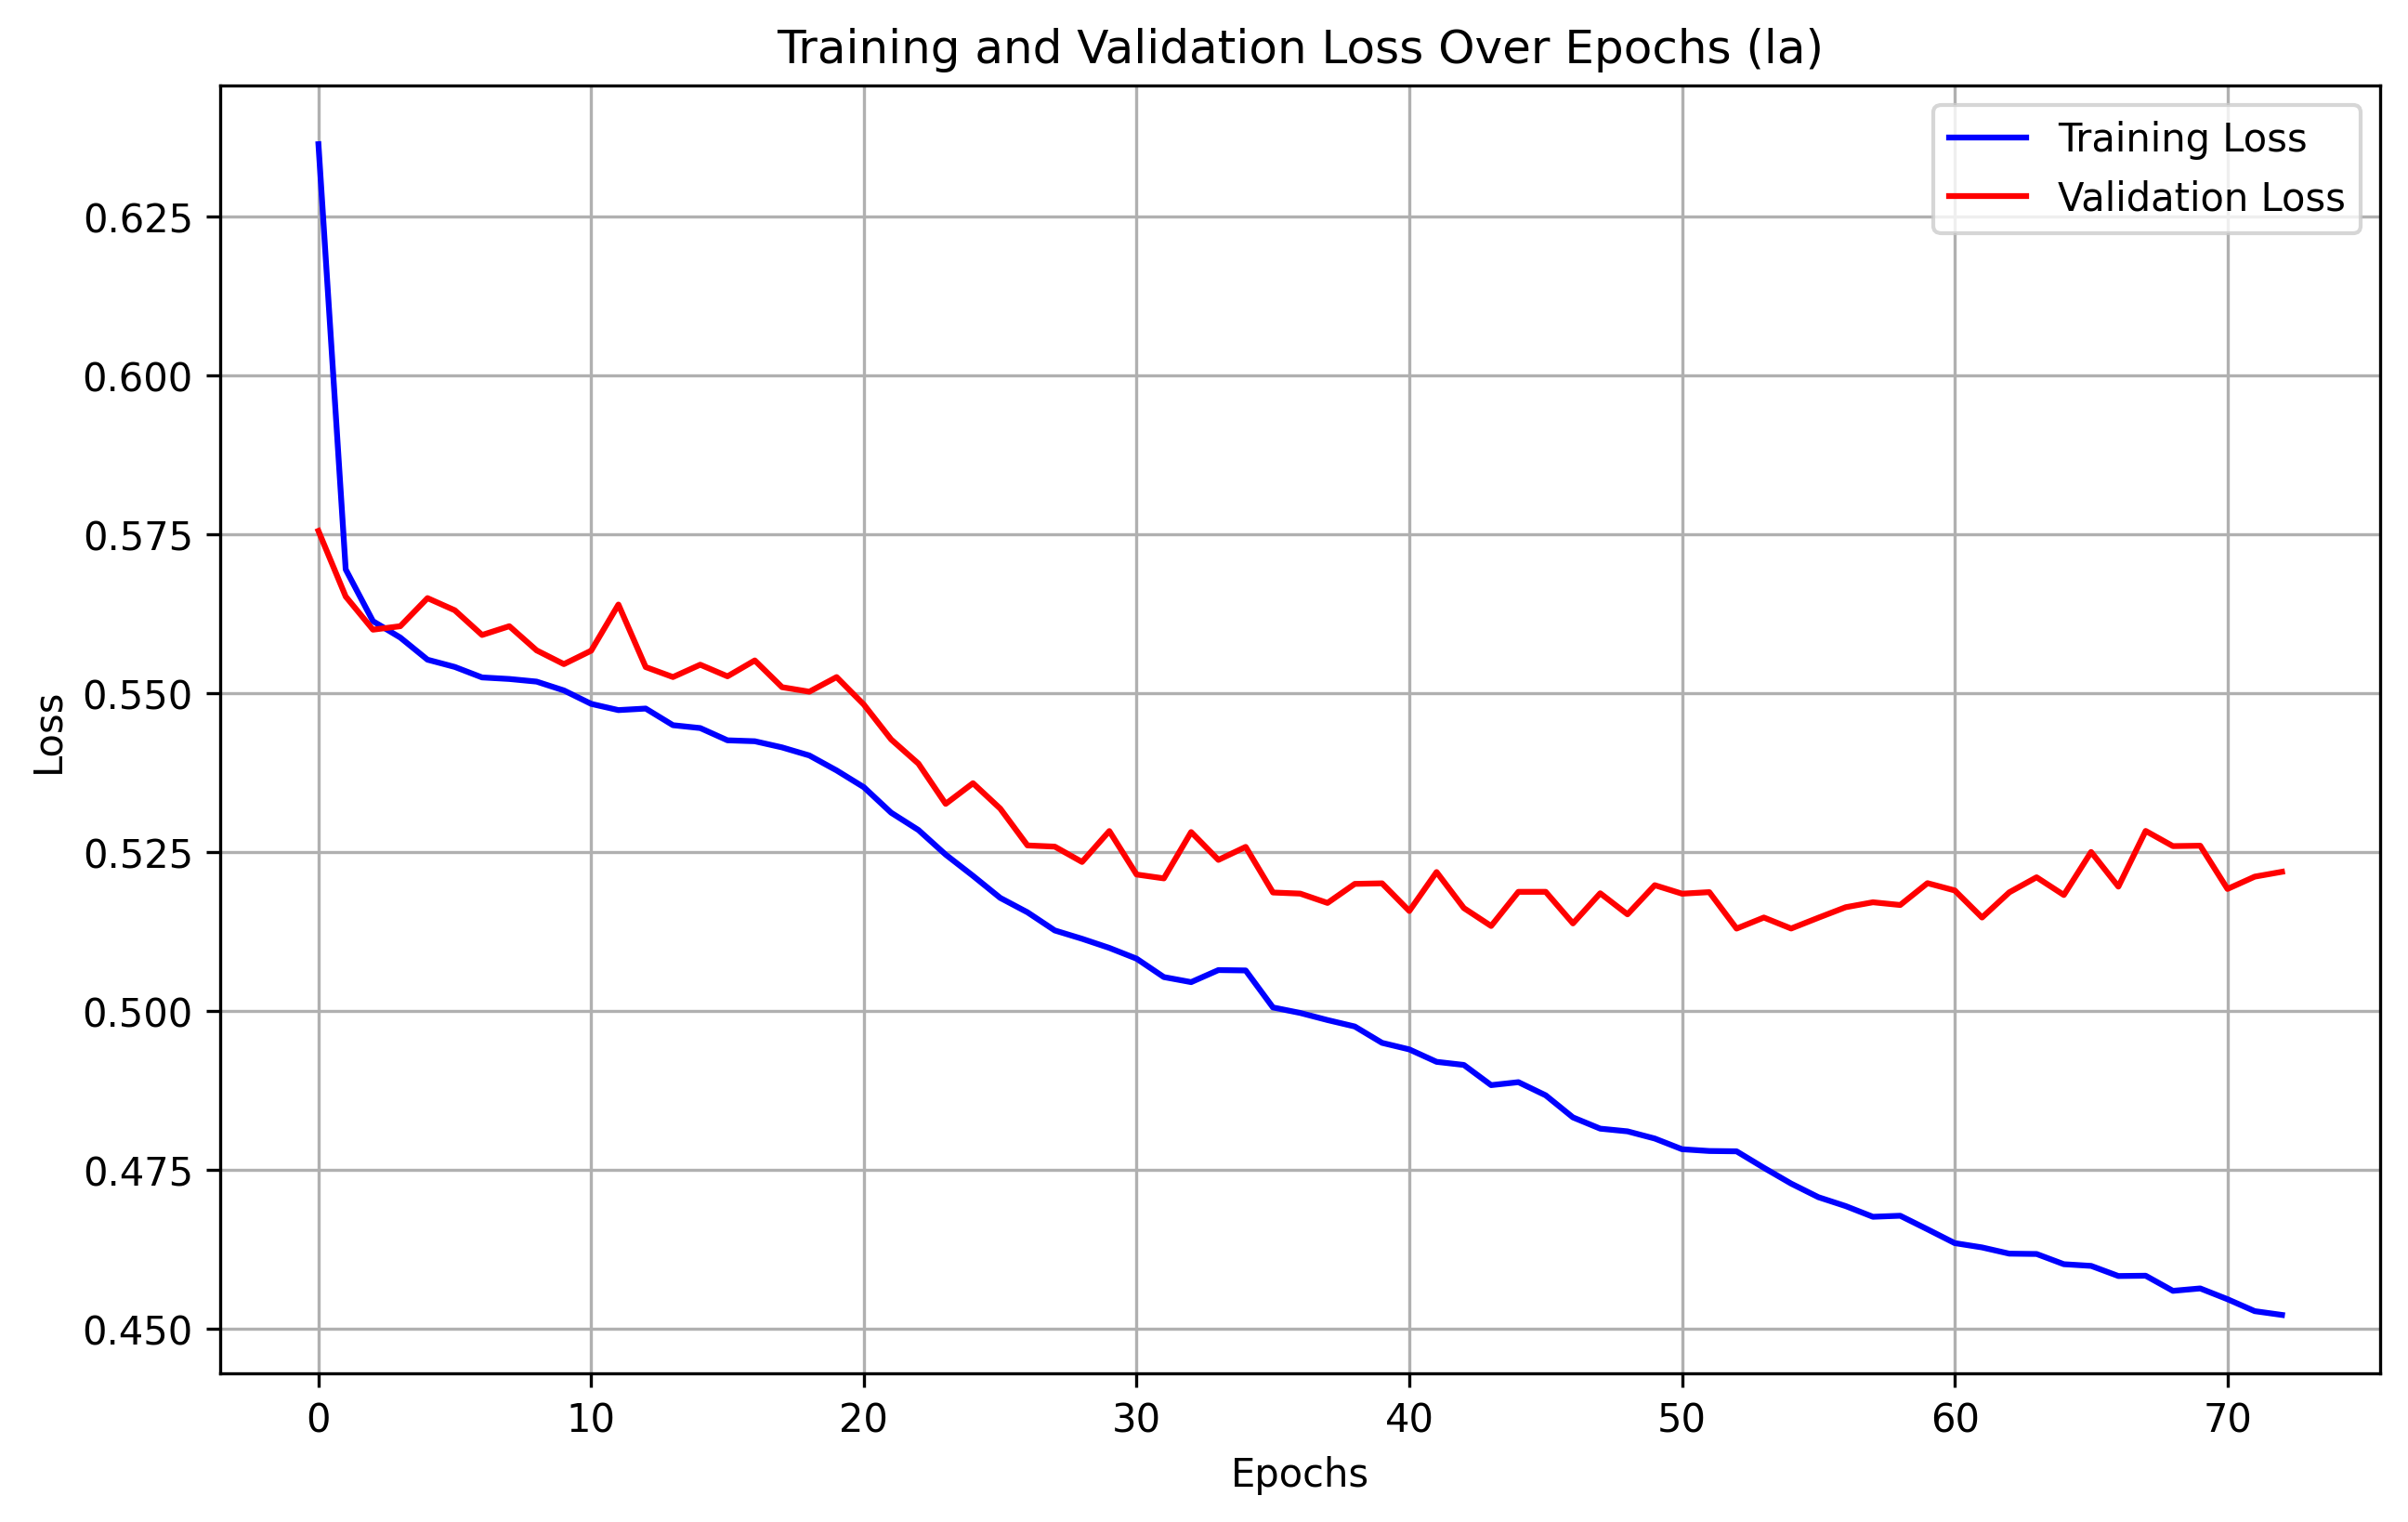 Training and Validation Loss Over Epochs (la)
Training Loss
Validation Loss
0.625
0.600
0.575
0.550
0.525
0.500
0.475
0.450
Loss
0 10 20 30 40 50 60 70
Epochs